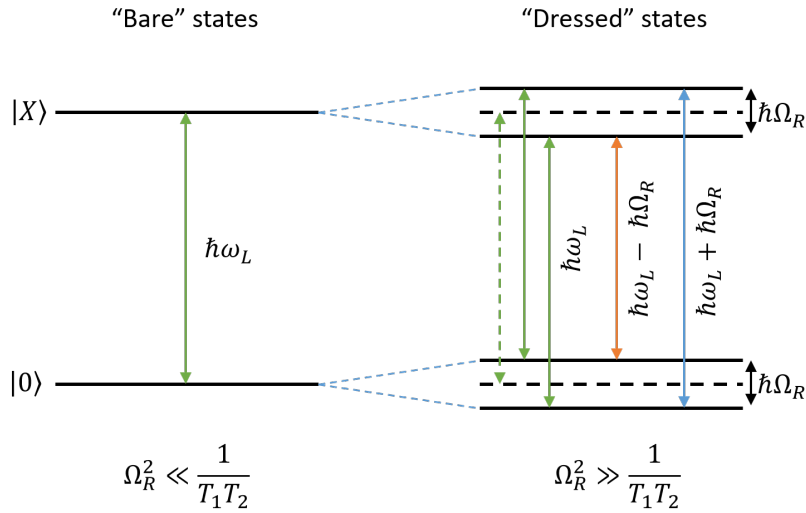 “Bare” states
“Dressed” states
|X⟩
ℏΩ_R
ℏω_L
ℏω_L
ℏω_L − ℏΩ_R
ℏω_L + ℏΩ_R
|0⟩
ℏΩ_R
Ω_R^2 ≪ 1/(T_1T_2)
Ω_R^2 ≫ 1/(T_1T_2)